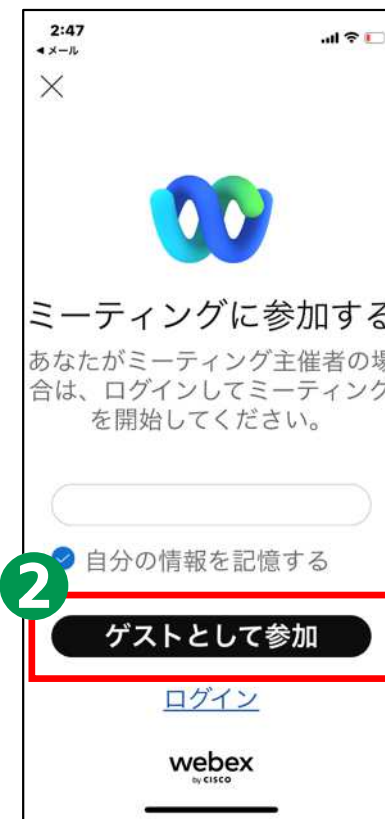 2:47
◀ メール
ミーティングに参加する
あなたがミーティング主催者の場
合は、ログインしてミーティング
を開始してください。
自分の情報を記憶する
2
ゲストとして参加
ログイン
webex
by CISCO